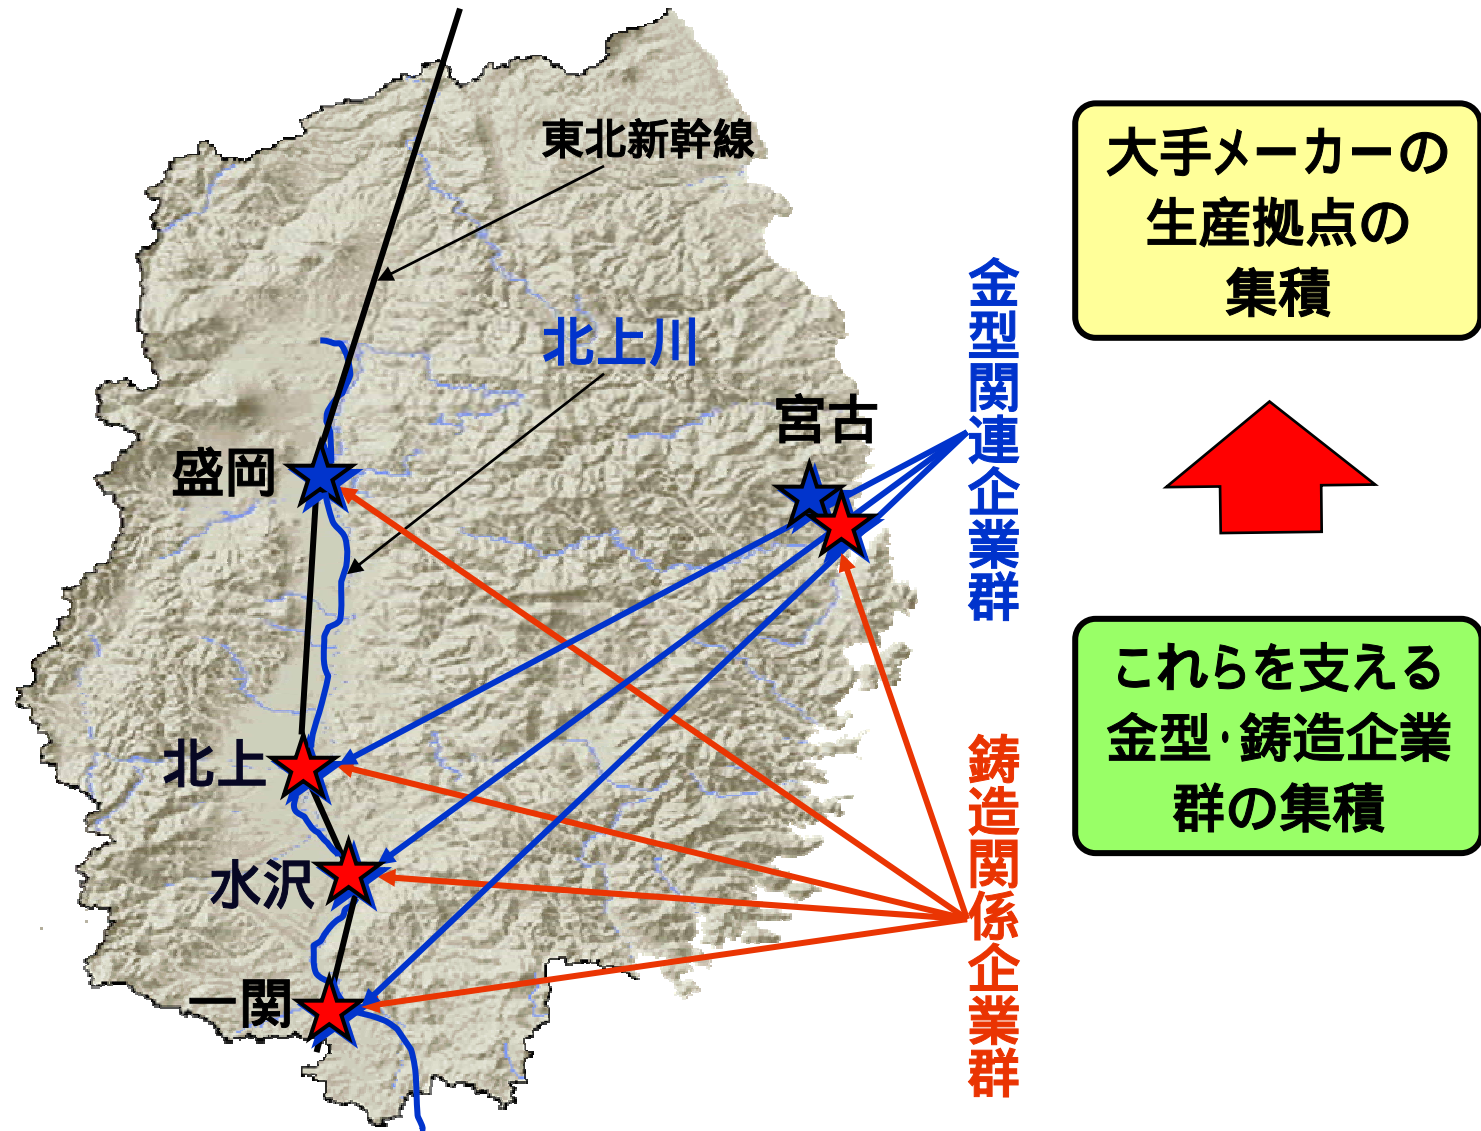 東北新幹線
北上川
盛岡
宮古
北上
水沢
一関
金型関連企業群
鋳造関係企業群
大手メーカーの
生産拠点の
集積
これらを支える
金型・鋳造企業
群の集積